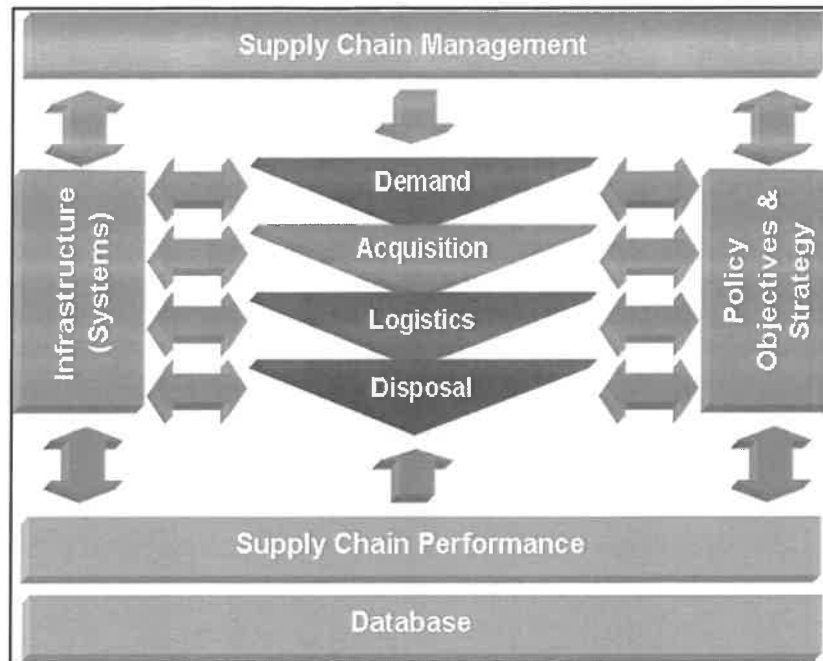 Supply Chain Management
Demand
Acquisition
Logistics
Disposal
Infrastructure
(Systems)
Policy
Objectives &
Strategy
Supply Chain Performance
Database